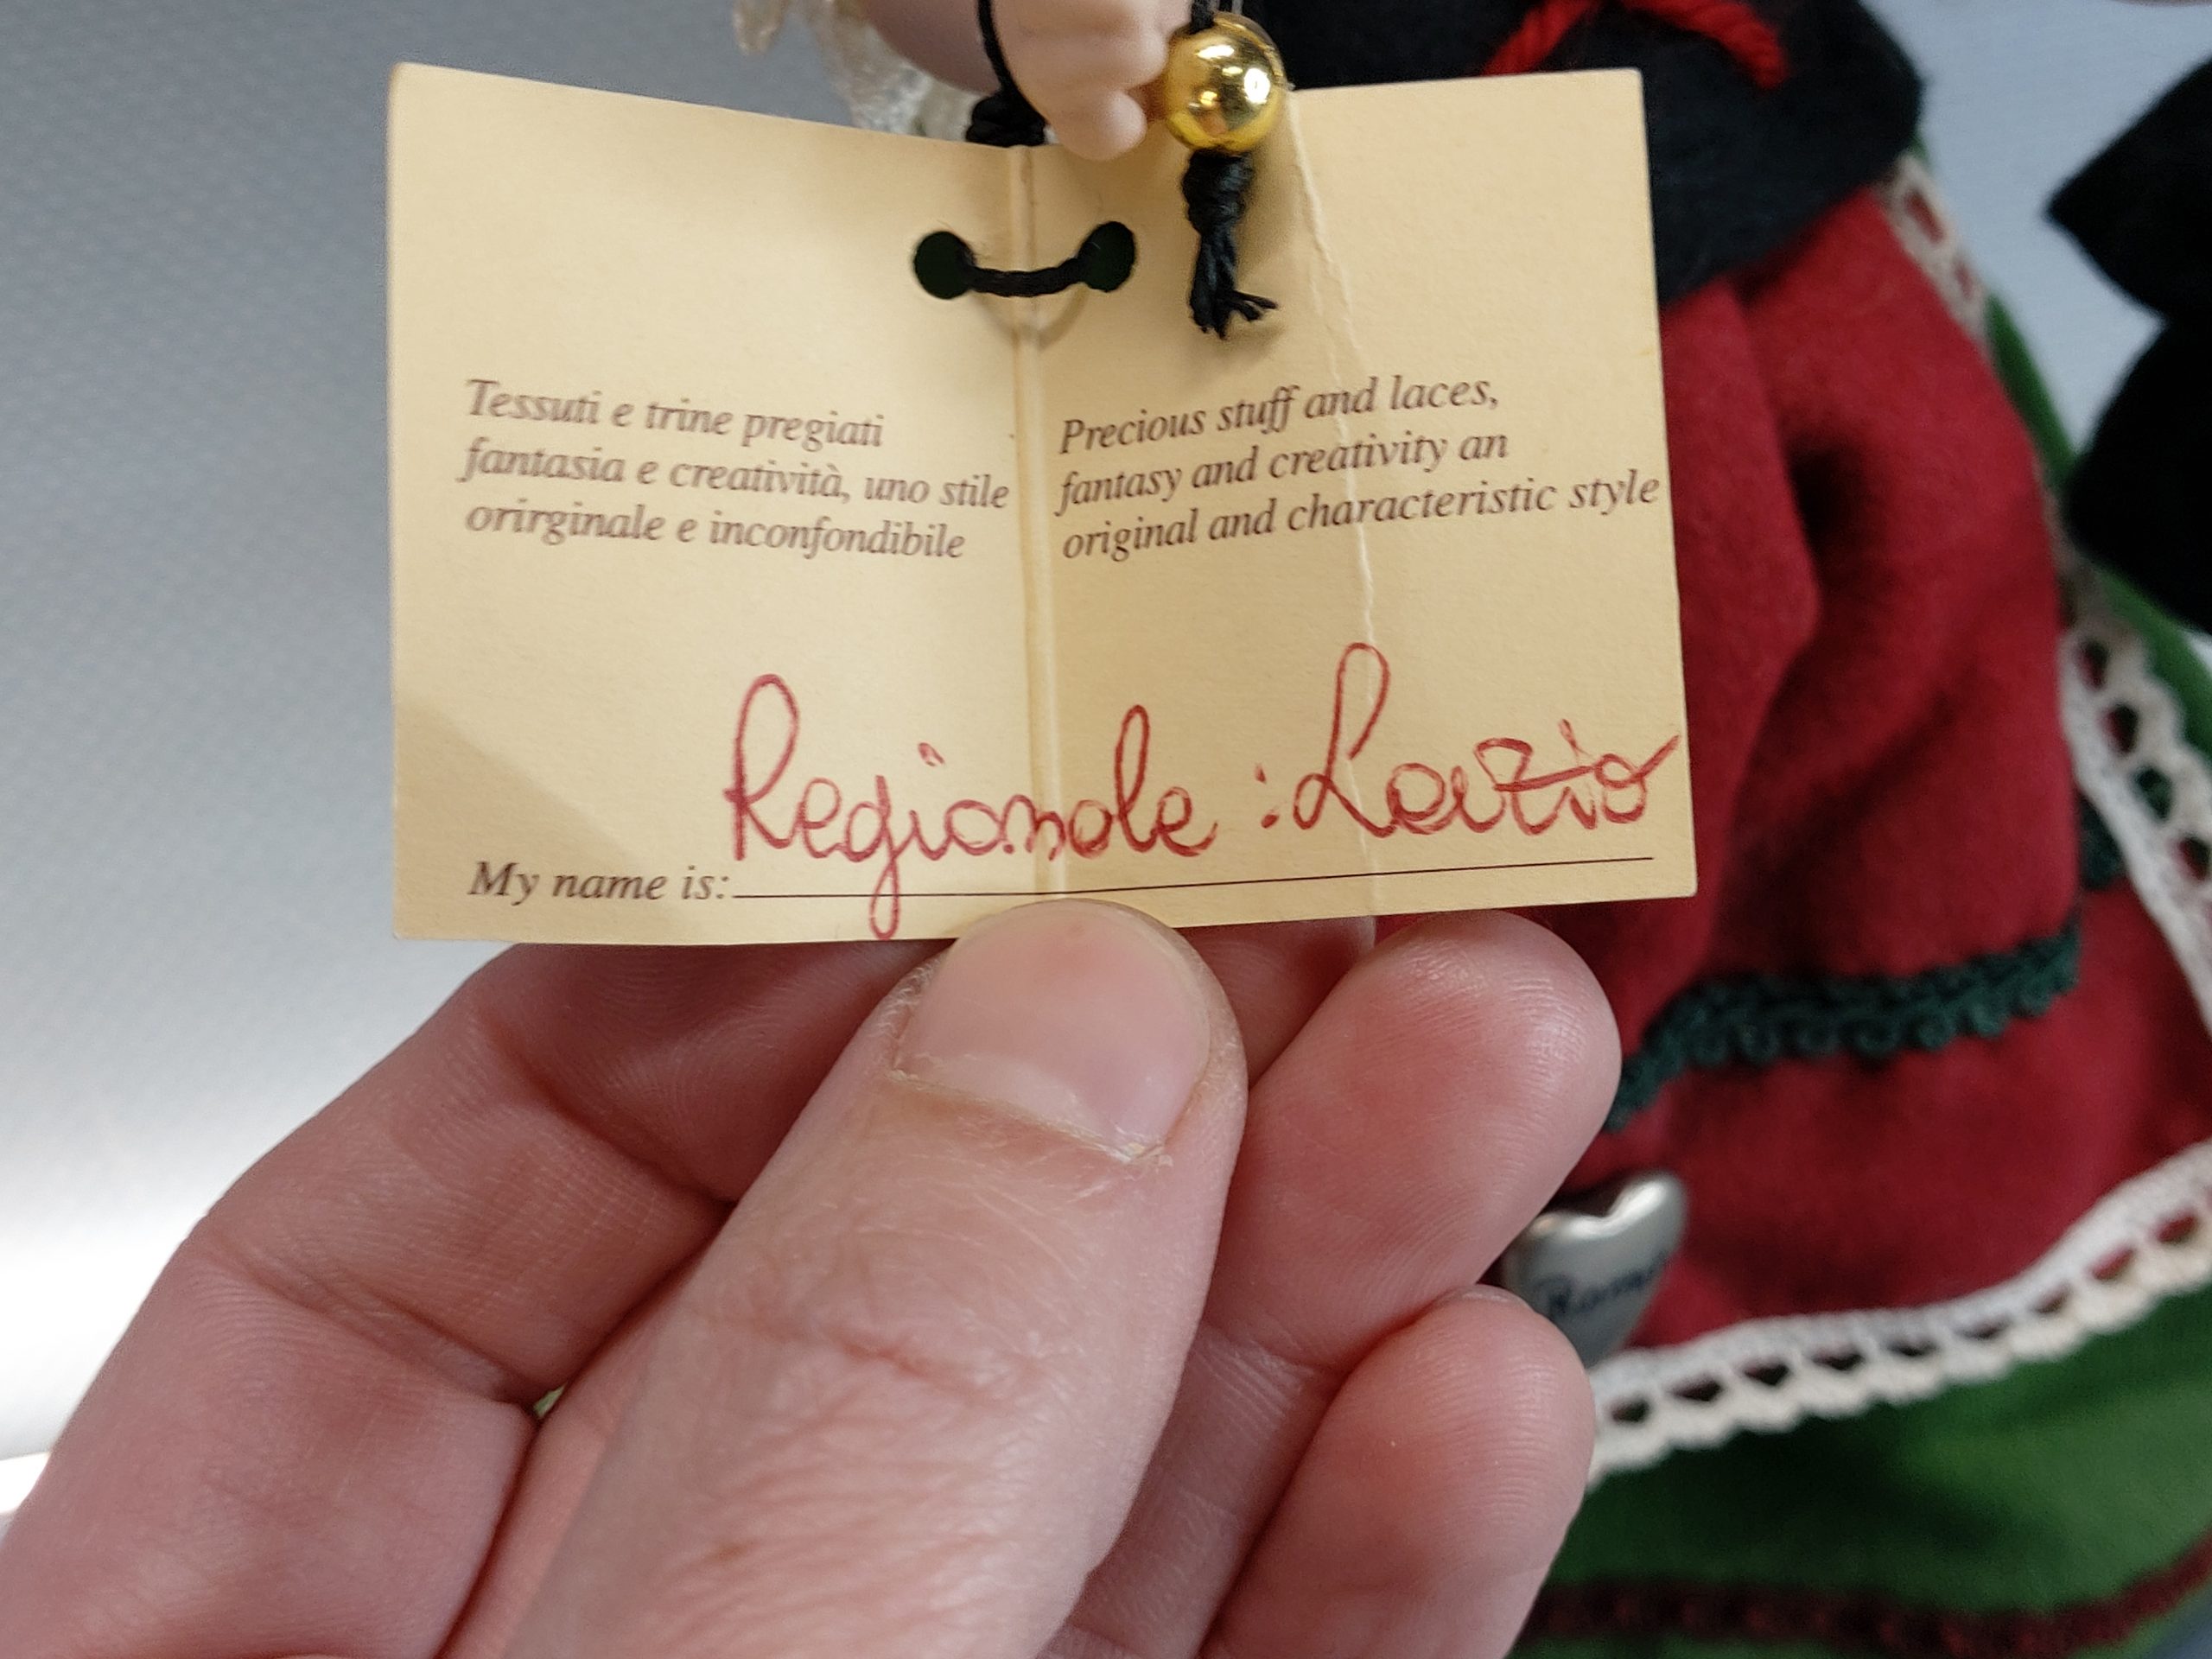 Tessuti e trine pregiati
fantasia e creatività, uno stile
orirginale e inconfondibile
Precious stuff and laces,
fantasy and creativity an
original and characteristic style
My name is: Regionale : Lazio